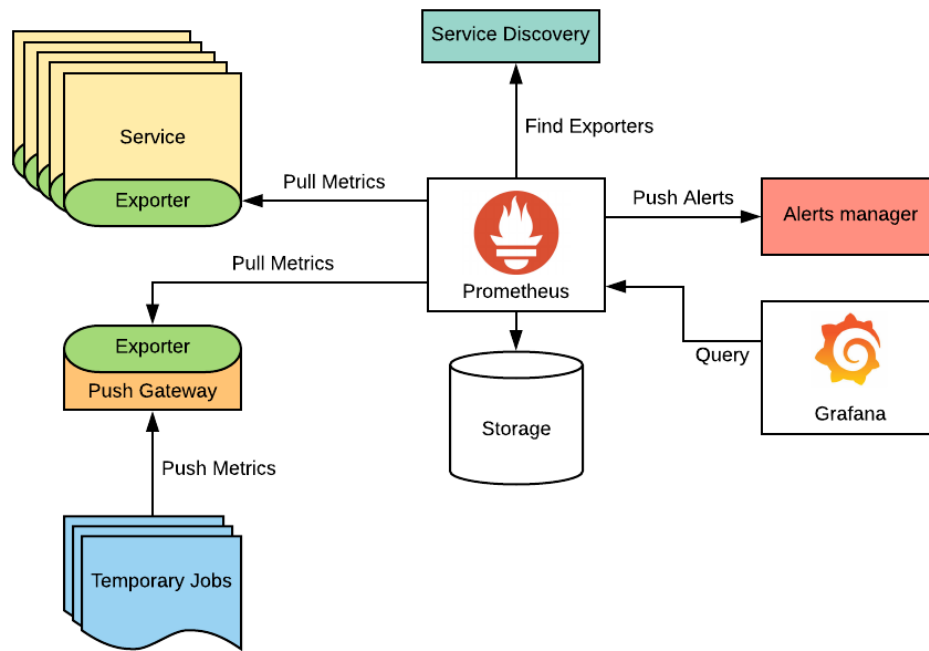 Service Discovery
Service
Find Exporters
Pull Metrics
Exporter
Push Alerts
Alerts manager
Pull Metrics
Prometheus
Exporter
Query
Push Gateway
Grafana
Storage
Push Metrics
Temporary Jobs